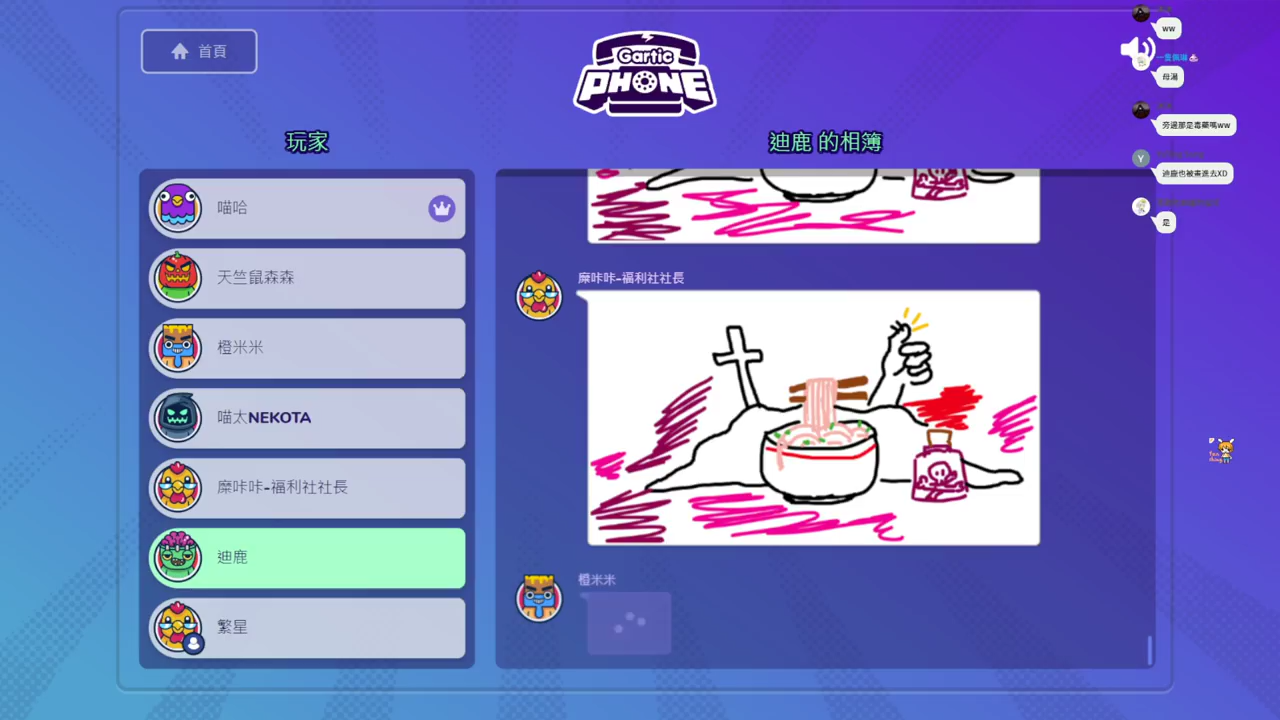 首頁
Gartic
PHONE
玩家
迪鹿 的相簿
喵哈
天竺鼠森森
橙米米
喵太NEKOTA
糜咔咔-福利社社長
迪鹿
繁星
糜咔咔-福利社社長
橙米米
ww
母湯
旁邊那是毒藥嗎ww
Y
迪鹿也被畫進去XD
是